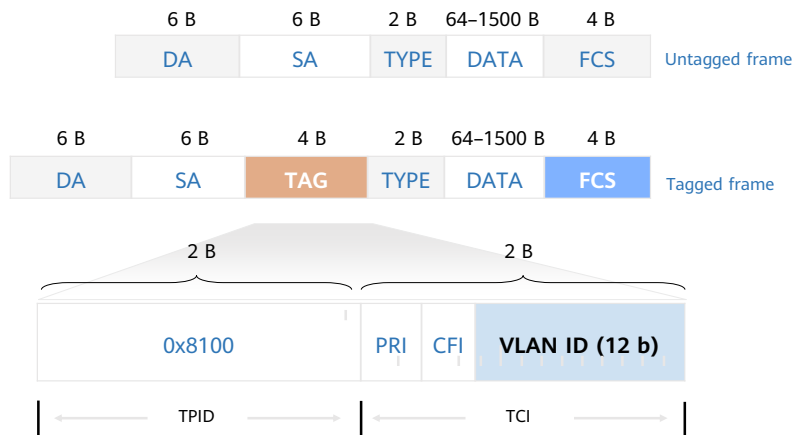 6 B 6 B 2 B 64–1500 B 4 B
DA SA TYPE DATA FCS Untagged frame
6 B 6 B 4 B 2 B 64–1500 B 4 B
DA SA TAG TYPE DATA FCS Tagged frame
2 B 2 B
0x8100 PRI CFI VLAN ID (12 b)
TPID TCI